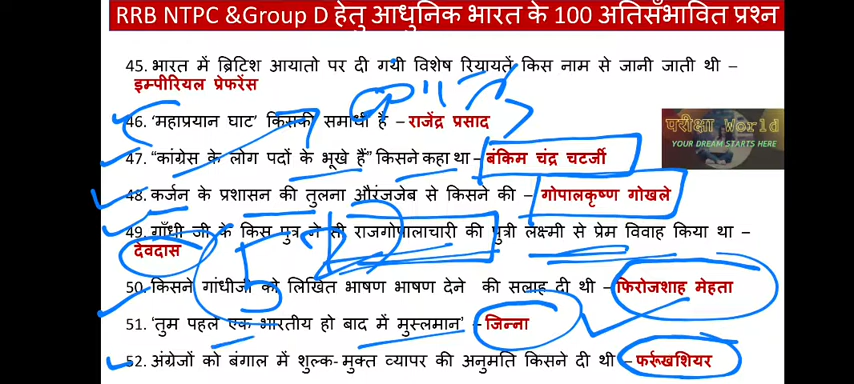 RRB NTPC &Group D हेतु आधुनिक भारत के 100 अतिसँभावित प्रश्न
45. भारत में ब्रिटिश आयातो पर दी गयी विशेष रियायतें किस नाम से जानी जाती थी –
इम्पीरियल प्रेफरेंस
46. 'महाप्रयान घाट' किसकी समाधी है – राजेंद्र प्रसाद
परीक्षा World
YOUR DREAM STARTS HERE
47. "कांग्रेस के लोग पदों के भूखे हैं" किसने कहा था – बंकिम चंद्र चटर्जी
48. कर्जन के प्रशासन की तुलना औरंजजेब से किसने की – गोपालकृष्ण गोखले
49. गाँधी जी के किस पुत्र ने सी राजगोपालाचारी की पुत्री लक्ष्मी से प्रेम विवाह किया था –
देवदास
50. किसने गांधीजी को लिखित भाषण भाषण देने की सलाह दी थी – फिरोजशाह मेहता
51. 'तुम पहले एक भारतीय हो बाद में मुस्लमान' – जिन्ना
52. अंग्रेजों को बंगाल में शुल्क- मुक्त व्यापर की अनुमति किसने दी थी – फर्रूखशियर
52